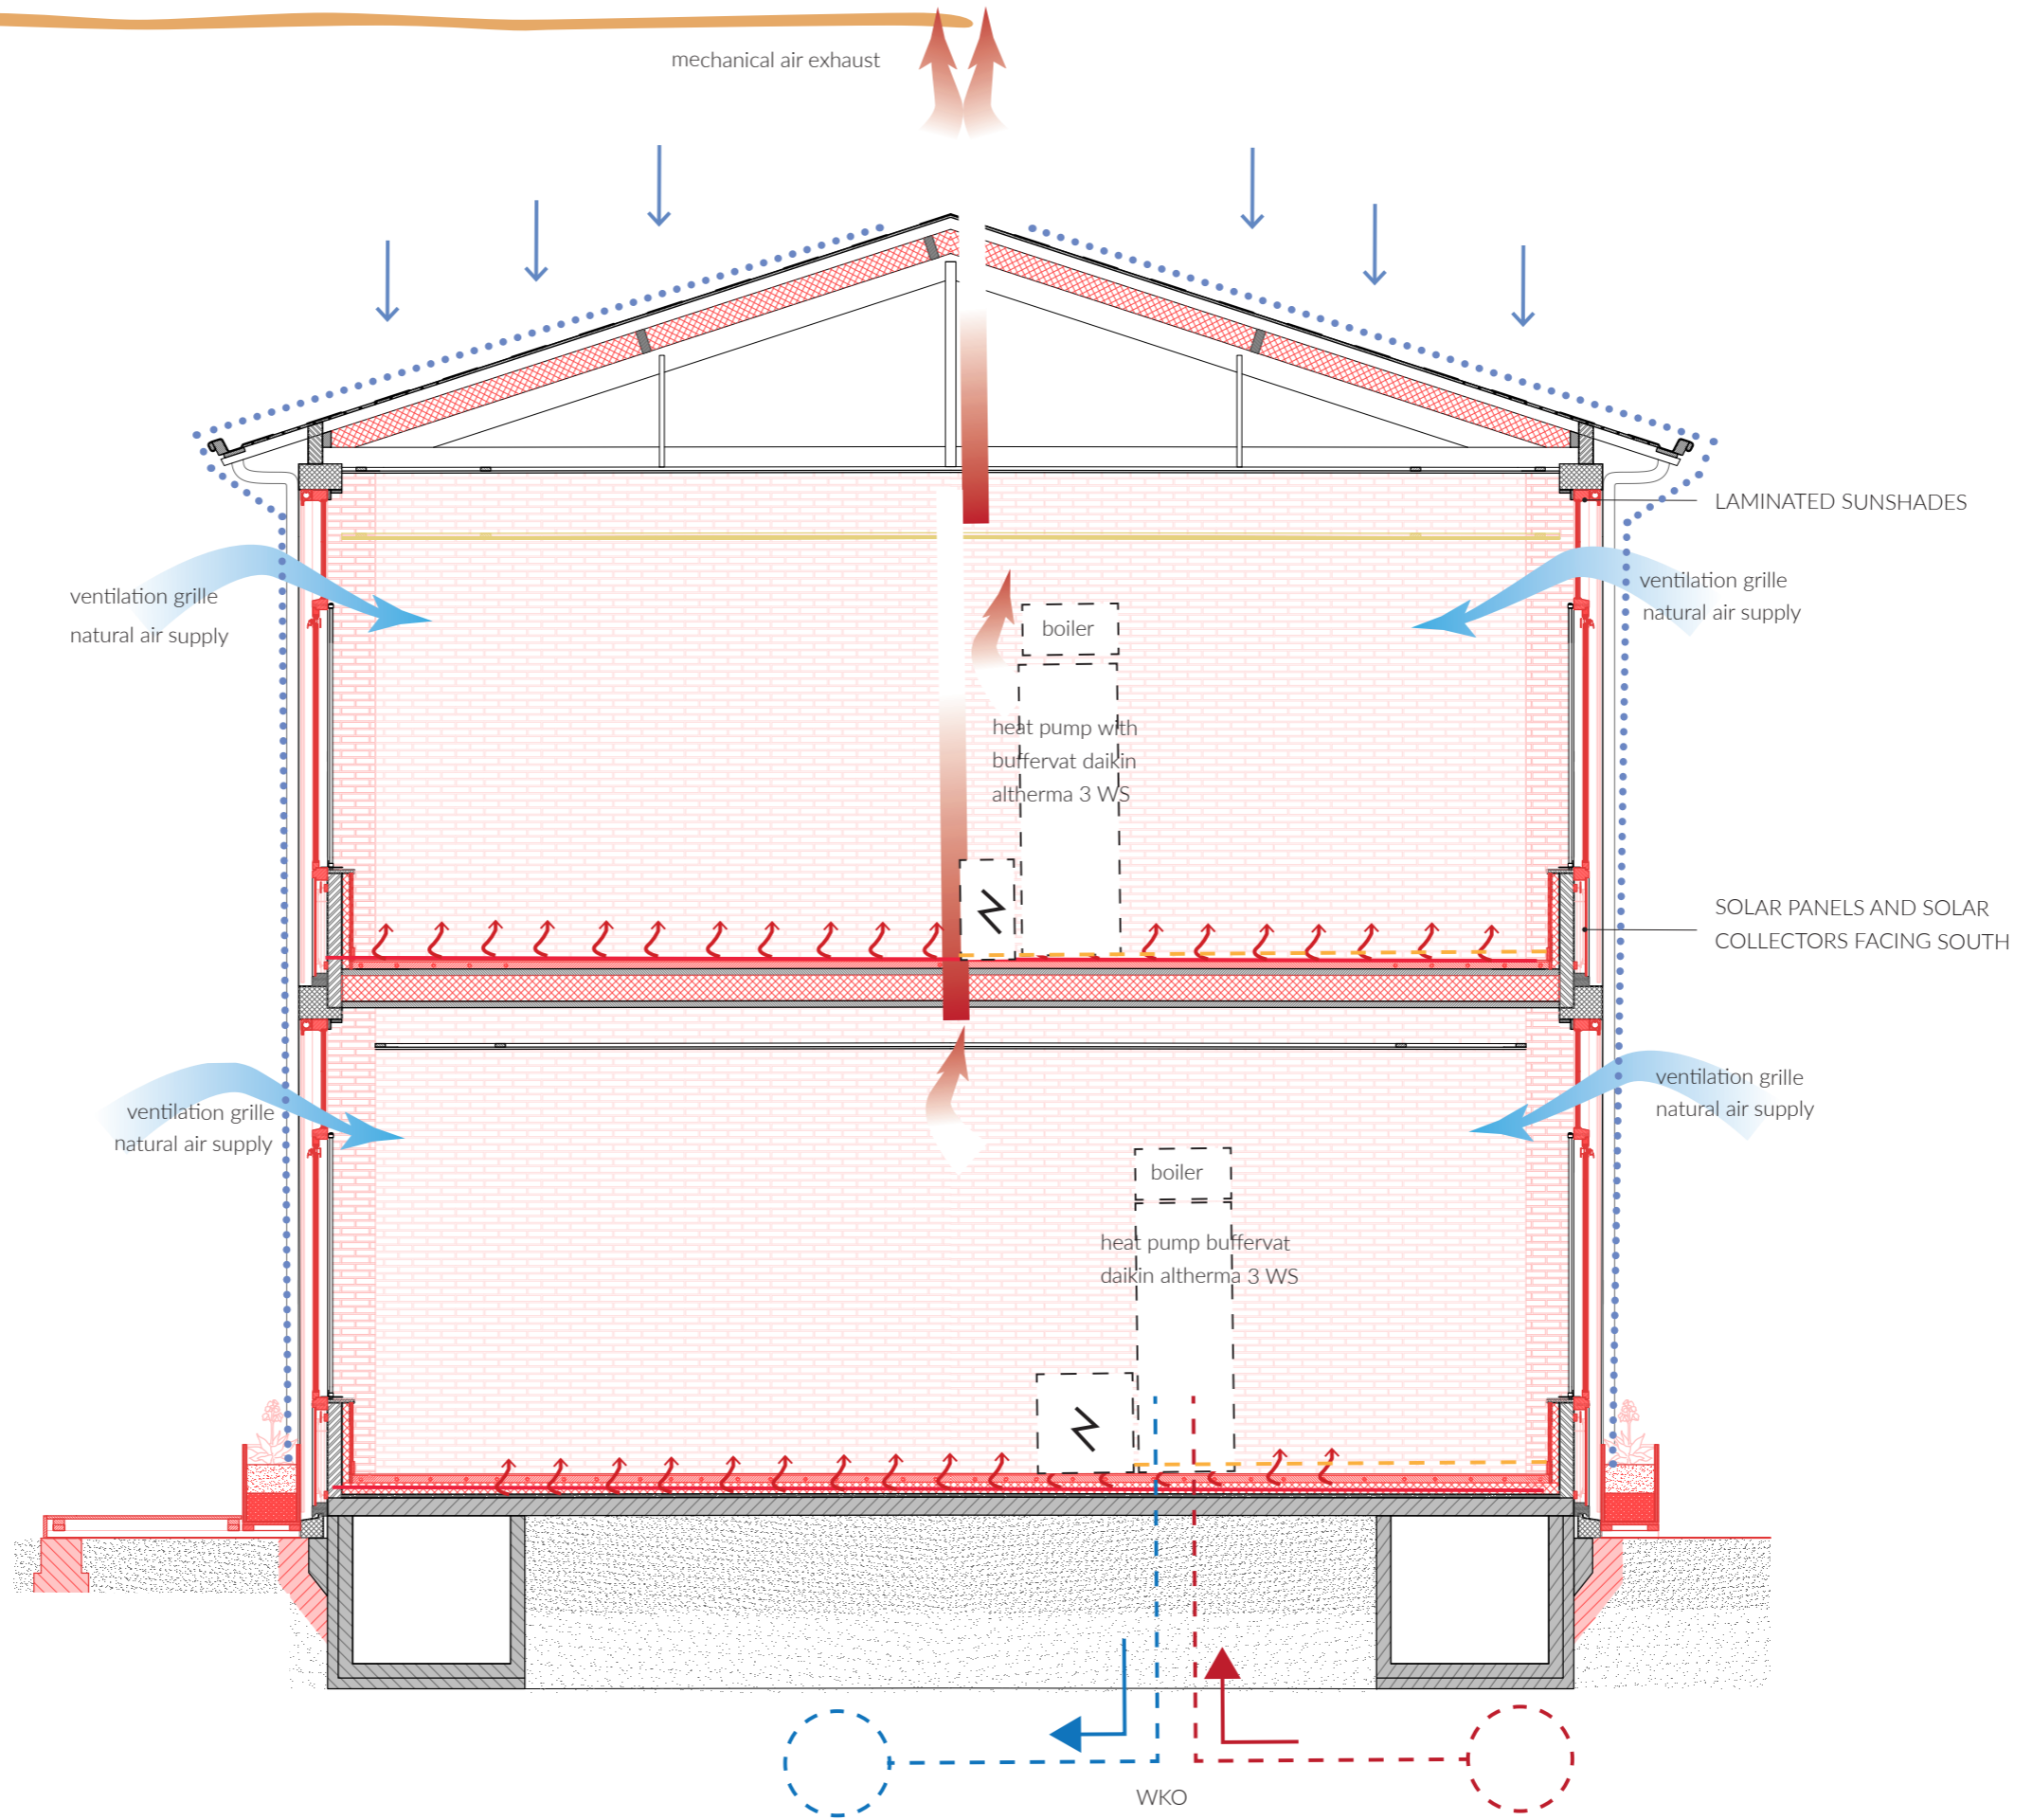 mechanical air exhaust
LAMINATED SUNSHADES
ventilation grille
natural air supply
ventilation grille
natural air supply
boiler
heat pump with
buffervat daikin
altherma 3 WS
SOLAR PANELS AND SOLAR
COLLECTORS FACING SOUTH
ventilation grille
natural air supply
ventilation grille
natural air supply
boiler
heat pump buffervat
daikin altherma 3 WS
WKO